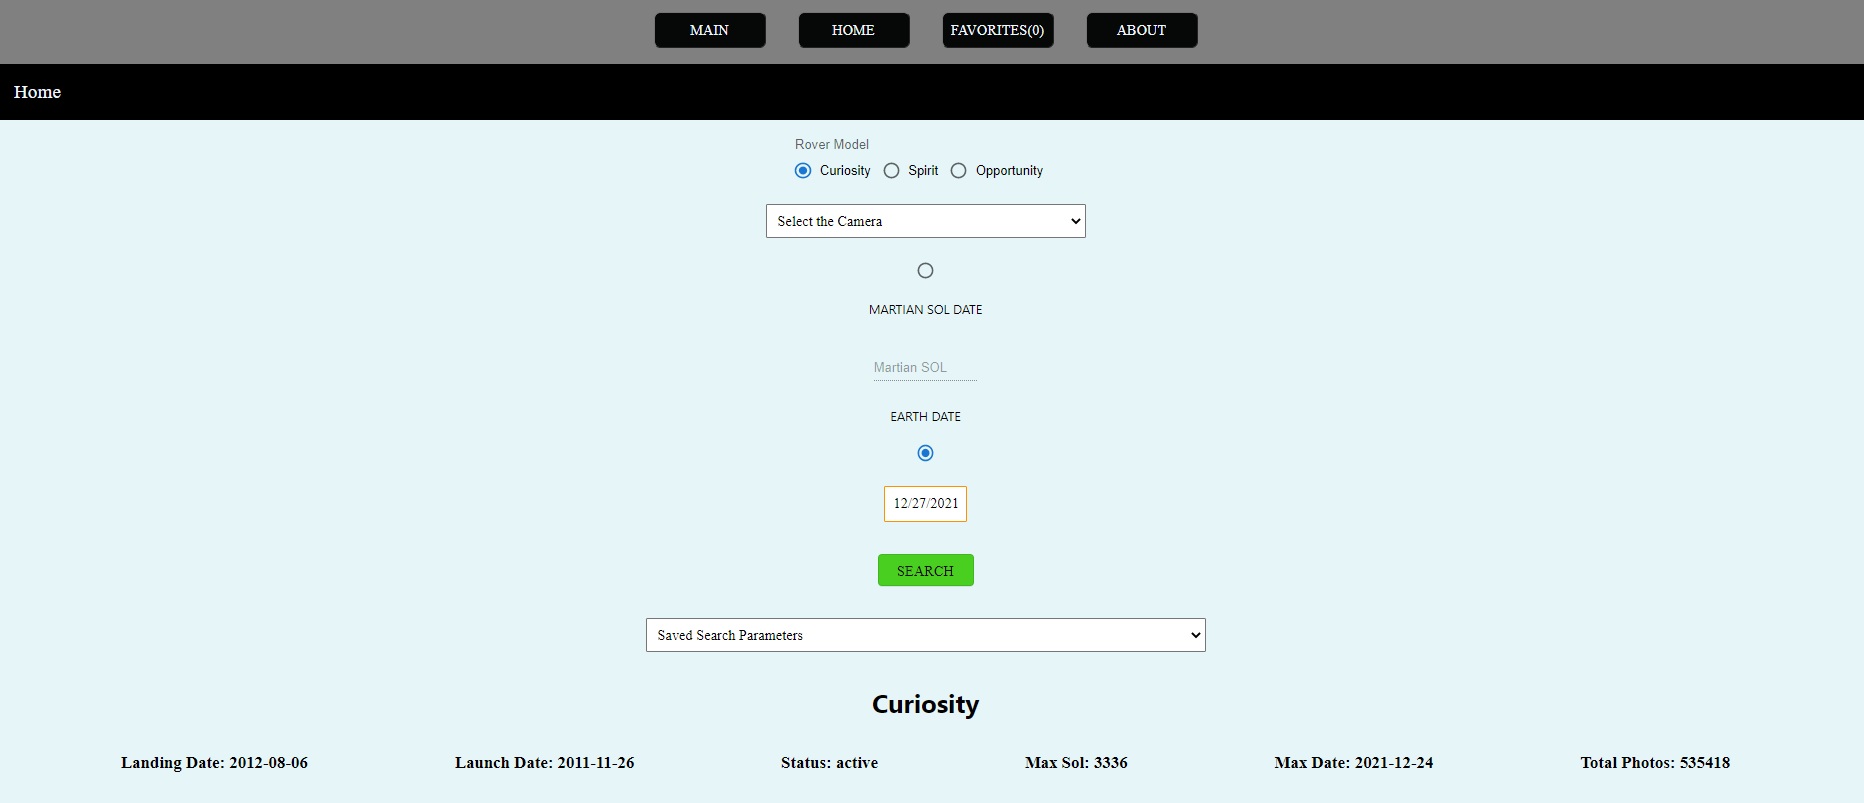 MAIN HOME FAVORITES(0) ABOUT
Home
Rover Model
Curiosity Spirit Opportunity
Select the Camera
MARTIAN SOL DATE
Martian SOL
EARTH DATE
12/27/2021
SEARCH
Saved Search Parameters
Curiosity
Landing Date: 2012-08-06 Launch Date: 2011-11-26 Status: active Max Sol: 3336 Max Date: 2021-12-24 Total Photos: 535418